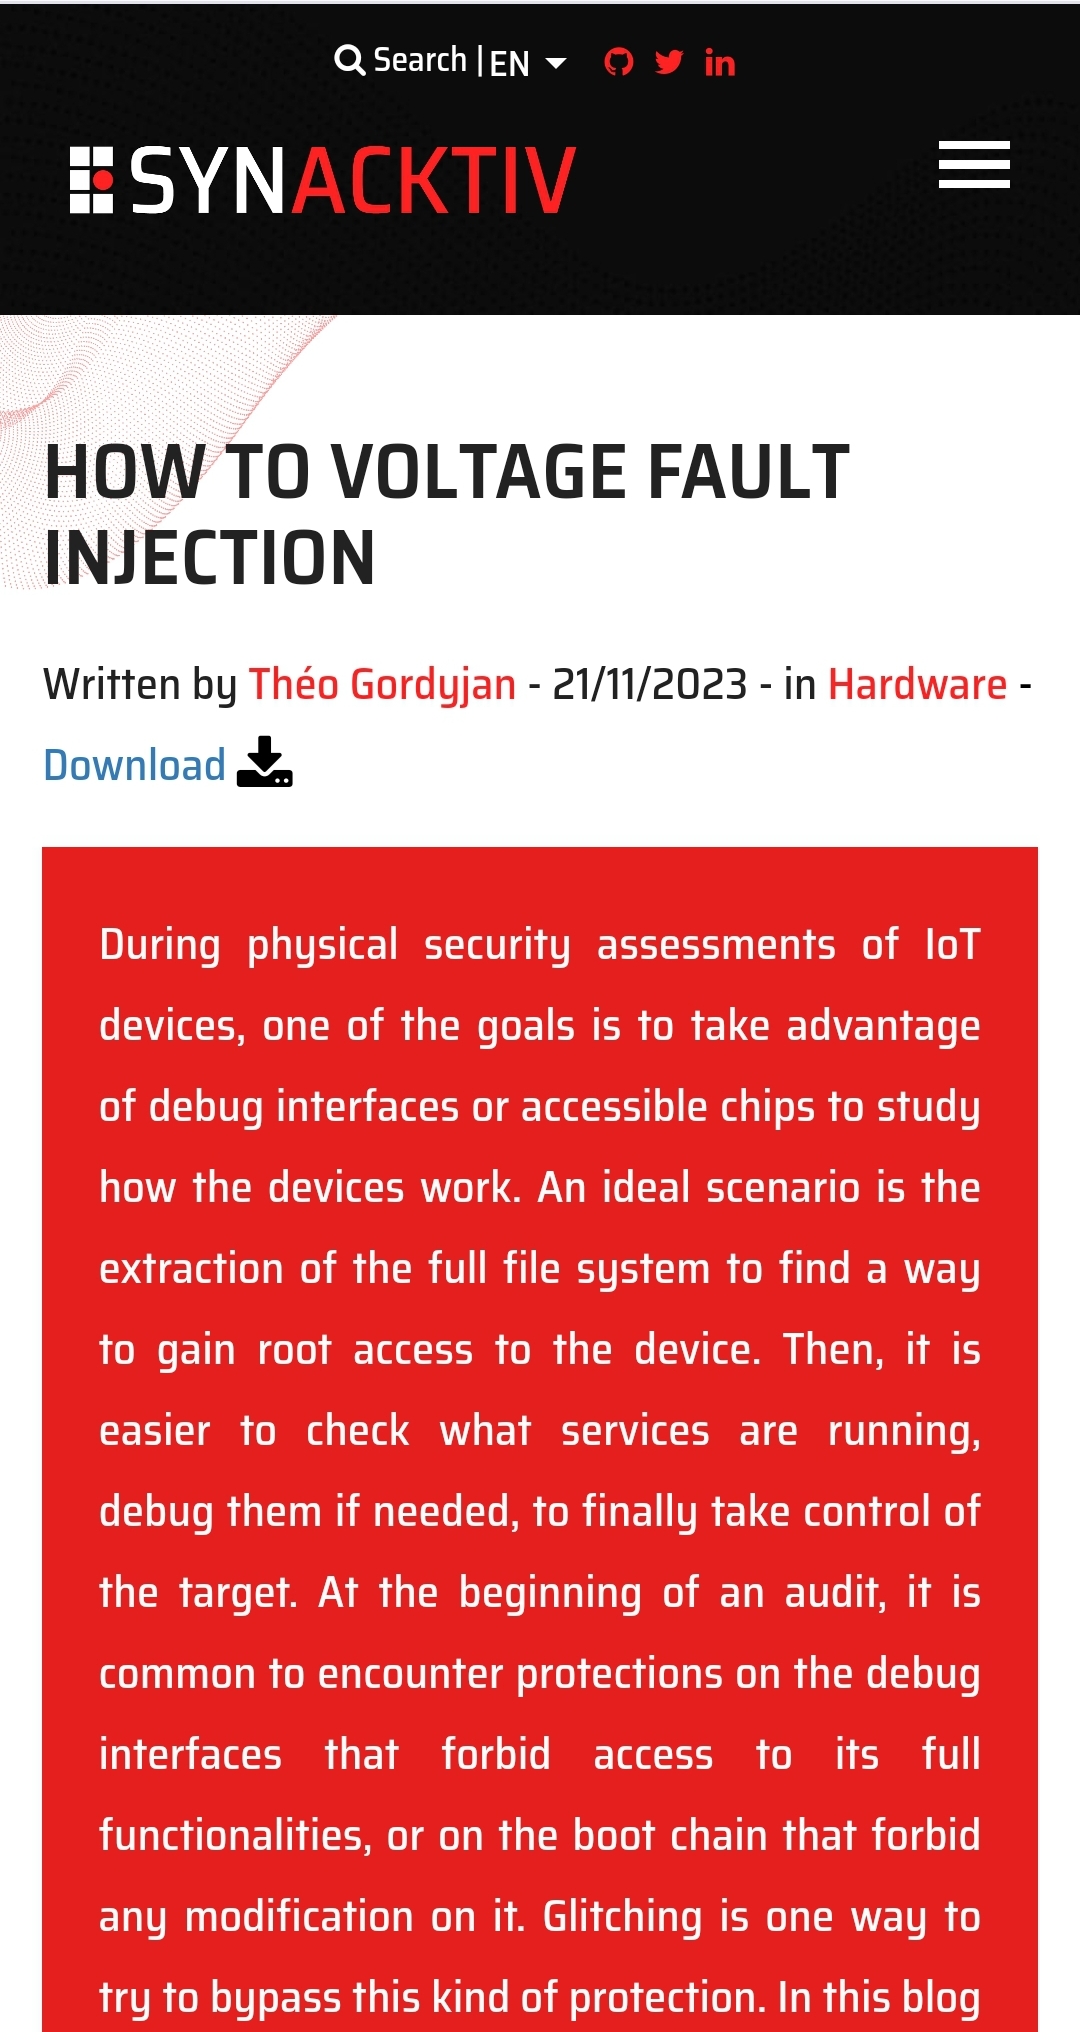 Search | EN
SYNACKTIV
HOW TO VOLTAGE FAULT
INJECTION
Written by Théo Gordyjan - 21/11/2023 - in Hardware -
Download
During physical security assessments of IoT
devices, one of the goals is to take advantage
of debug interfaces or accessible chips to study
how the devices work. An ideal scenario is the
extraction of the full file system to find a way
to gain root access to the device. Then, it is
easier to check what services are running,
debug them if needed, to finally take control of
the target. At the beginning of an audit, it is
common to encounter protections on the debug
interfaces that forbid access to its full
functionalities, or on the boot chain that forbid
any modification on it. Glitching is one way to
try to bypass this kind of protection. In this blog